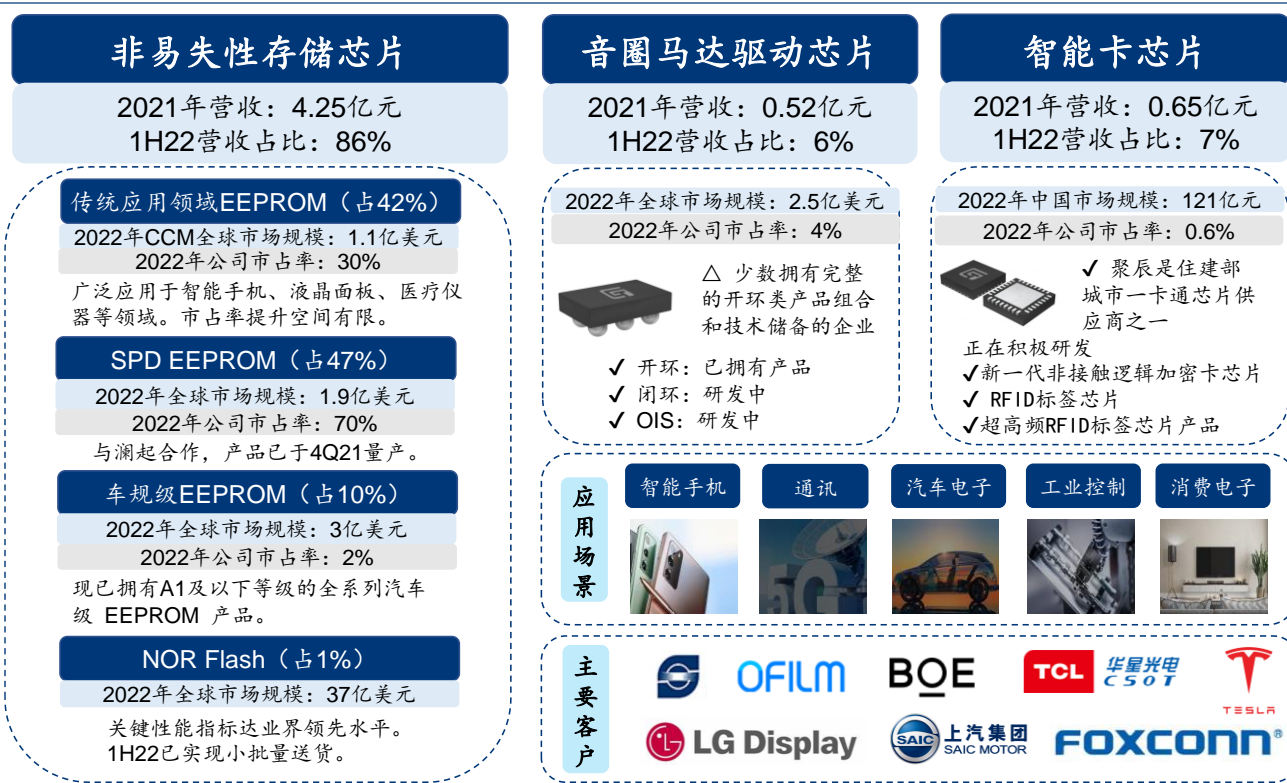 非易失性存储芯片
2021年营收：4.25亿元
1H22营收占比：86%
传统应用领域EEPROM（占42%）
2022年CCM全球市场规模：1.1亿美元
2022年公司市占率：30%
广泛应用于智能手机、液晶面板、医疗仪
器等领域。市占率提升空间有限。
SPD EEPROM（占47%）
2022年全球市场规模：1.9亿美元
2022年公司市占率：70%
与澜起合作，产品已于4Q21量产。
车规级EEPROM（占10%）
2022年全球市场规模：3亿美元
2022年公司市占率：2%
现已拥有A1及以下等级的全系列汽车
级 EEPROM 产品。
NOR Flash（占1%）
2022年全球市场规模：37亿美元
关键性能指标达业界领先水平。
1H22已实现小批量送货。
音圈马达驱动芯片
2021年营收：0.52亿元
1H22营收占比：6%
2022年全球市场规模：2.5亿美元
2022年公司市占率：4%
△ 少数拥有完整
的开环类产品组合
和技术储备的企业
✓ 开环：已拥有产品
✓ 闭环：研发中
✓ OIS：研发中
智能卡芯片
2021年营收：0.65亿元
1H22营收占比：7%
2022年中国市场规模：121亿元
2022年公司市占率：0.6%
✓ 聚辰是住建部
城市一卡通芯片供
应商之一
正在积极研发
✓新一代非接触逻辑加密卡芯片
✓ RFID标签芯片
✓超高频RFID标签芯片产品
应用场景
智能手机
通讯
汽车电子
工业控制
消费电子
5G
主要客户
OFILM
BOE
TCL 华星光电
CSOT
TESLA
LG Display
SAIC 上汽集团
SAIC MOTOR
FOXCONN®